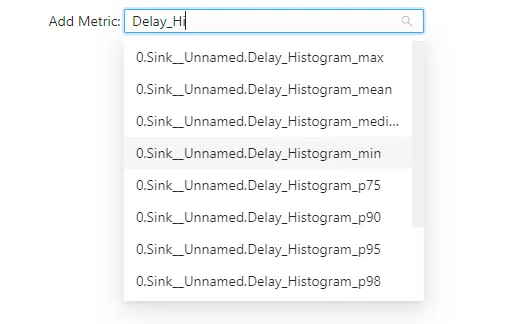 Add Metric: Delay_Hi
0.Sink__Unnamed.Delay_Histogram_max
0.Sink__Unnamed.Delay_Histogram_mean
0.Sink__Unnamed.Delay_Histogram_medi...
0.Sink__Unnamed.Delay_Histogram_min
0.Sink__Unnamed.Delay_Histogram_p75
0.Sink__Unnamed.Delay_Histogram_p90
0.Sink__Unnamed.Delay_Histogram_p95
0.Sink__Unnamed.Delay_Histogram_p98